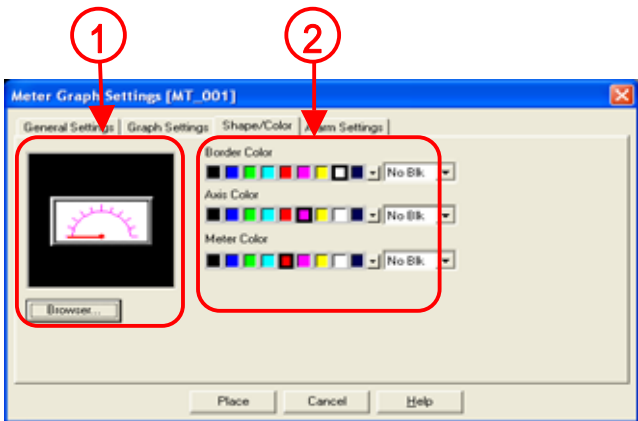 1 2
Meter Graph Settings [MT_001]
General Settings Graph Settings Shape/Color Alarm Settings
Border Color
No Blk
Axis Color
No Blk
Meter Color
No Blk
Browser...
Place Cancel Help